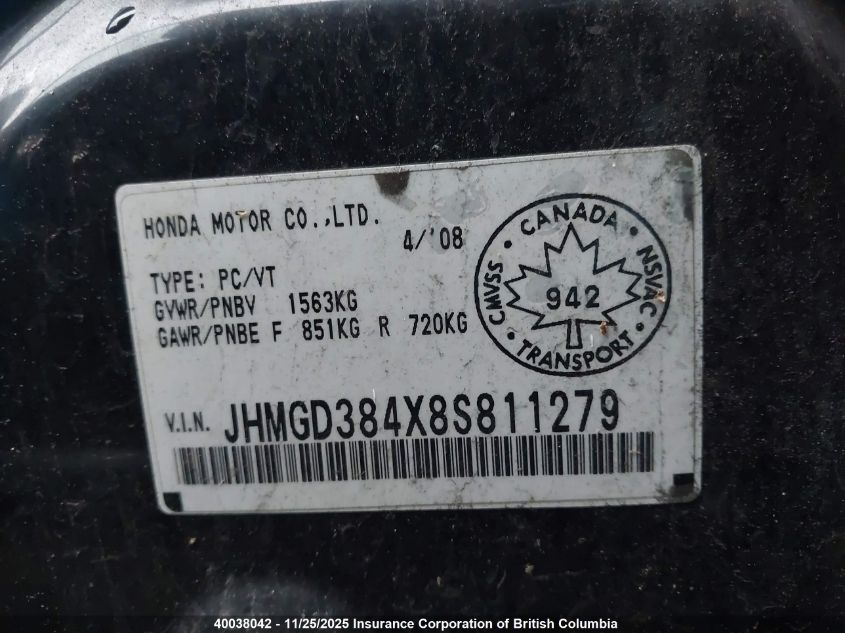 HONDA MOTOR CO.,LTD.
4/'08
TYPE: PC/VT
GVWR/PNBV 1563KG
GAWR/PNBE F 851KG R 720KG
CANADA
CMVSS
NSVAC
942
TRANSPORT
V.I.N. JHMGD384X8S811279
40038042 - 11/25/2025 Insurance Corporation of British Columbia